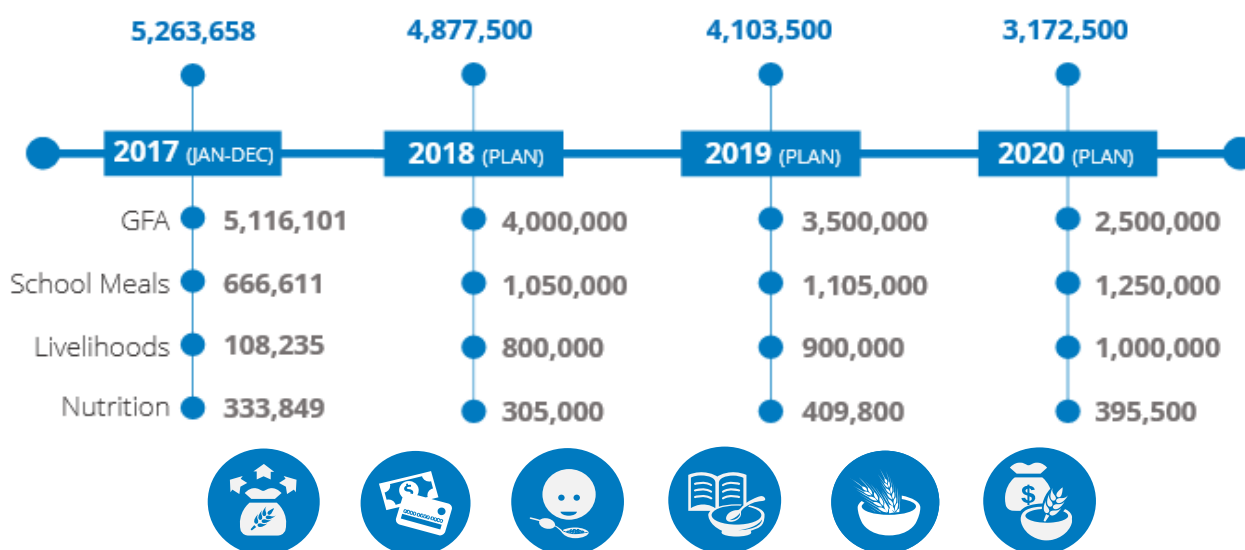 5,263,658 4,877,500 4,103,500 3,172,500
2017 (JAN-DEC) 2018 (PLAN) 2019 (PLAN) 2020 (PLAN)
GFA 5,116,101 4,000,000 3,500,000 2,500,000
School Meals 666,611 1,050,000 1,105,000 1,250,000
Livelihoods 108,235 800,000 900,000 1,000,000
Nutrition 333,849 305,000 409,800 395,500
$ $